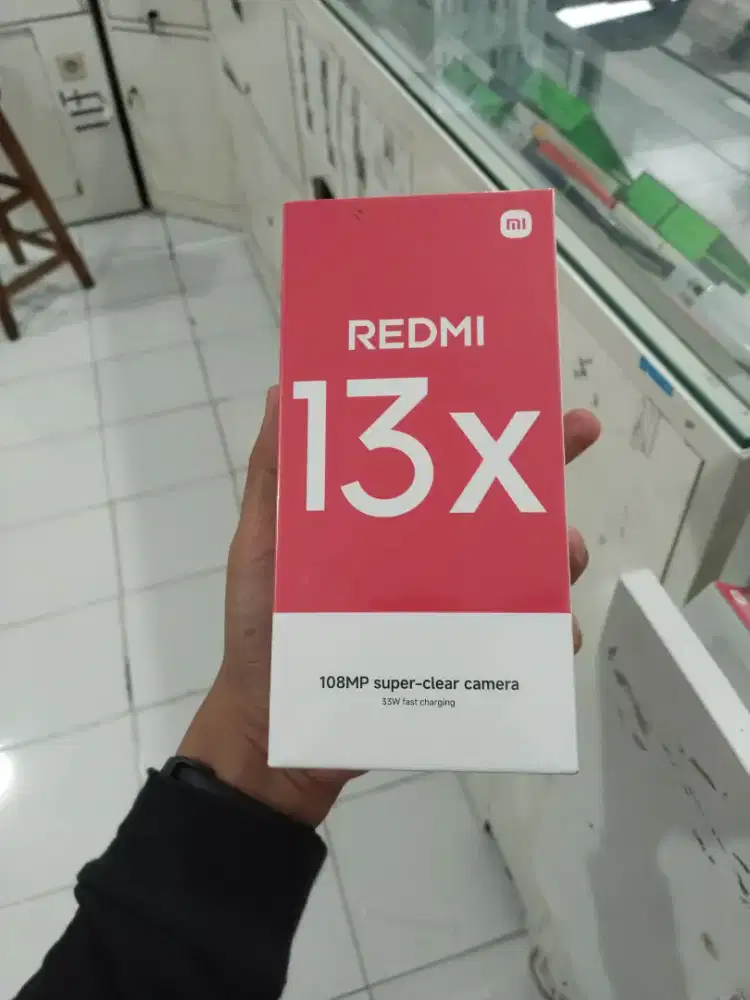 mi
REDMI
13x
108MP super-clear camera
33W fast charging